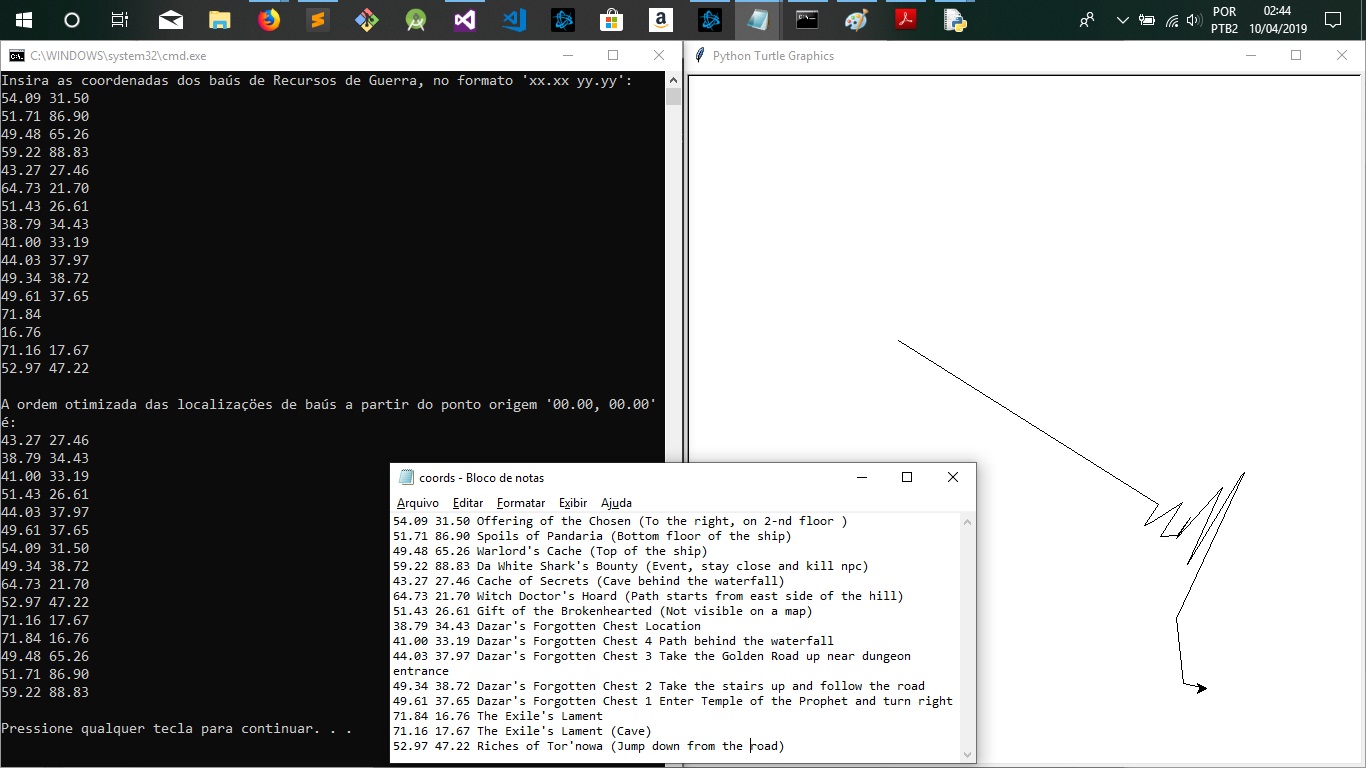 POR
PTB2
02:44
10/04/2019
C:\WINDOWS\system32\cmd.exe
Insira as coordenadas dos baús de Recursos de Guerra, no formato 'xx.xx yy.yy':
54.09 31.50
51.71 86.90
49.48 65.26
59.22 88.83
43.27 27.46
64.73 21.70
51.43 26.61
38.79 34.43
41.00 33.19
44.03 37.97
49.34 38.72
49.61 37.65
71.84
16.76
71.16 17.67
52.97 47.22
A ordem otimizada das localizações de baús a partir do ponto origem '00.00, 00.00'
é:
43.27 27.46
38.79 34.43
41.00 33.19
51.43 26.61
44.03 37.97
49.61 37.65
54.09 31.50
49.34 38.72
64.73 21.70
52.97 47.22
71.16 17.67
71.84 16.76
49.48 65.26
51.71 86.90
59.22 88.83
Pressione qualquer tecla para continuar. . .
Python Turtle Graphics
coords - Bloco de notas
Arquivo Editar Formatar Exibir Ajuda
54.09 31.50 Offering of the Chosen (To the right, on 2-nd floor )
51.71 86.90 Spoils of Pandaria (Bottom floor of the ship)
49.48 65.26 Warlord's Cache (Top of the ship)
59.22 88.83 Da White Shark's Bounty (Event, stay close and kill npc)
43.27 27.46 Cache of Secrets (Cave behind the waterfall)
64.73 21.70 Witch Doctor's Hoard (Path starts from east side of the hill)
51.43 26.61 Gift of the Brokenhearted (Not visible on a map)
38.79 34.43 Dazar's Forgotten Chest Location
41.00 33.19 Dazar's Forgotten Chest 4 Path behind the waterfall
44.03 37.97 Dazar's Forgotten Chest 3 Take the Golden Road up near dungeon
entrance
49.34 38.72 Dazar's Forgotten Chest 2 Take the stairs up and follow the road
49.61 37.65 Dazar's Forgotten Chest 1 Enter Temple of the Prophet and turn right
71.84 16.76 The Exile's Lament
71.16 17.67 The Exile's Lament (Cave)
52.97 47.22 Riches of Tor'nowa (Jump down from the road)